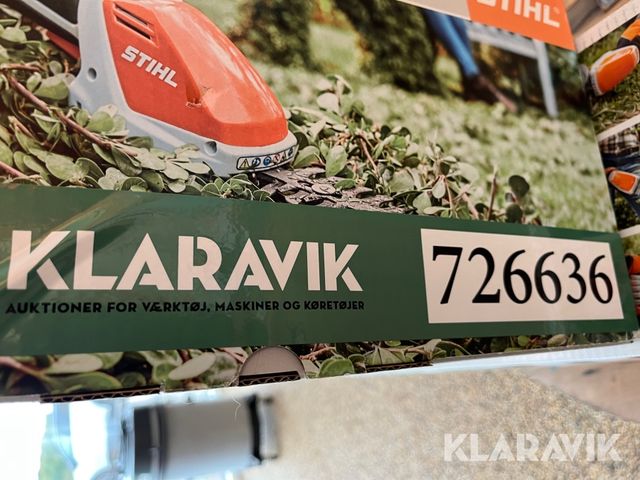 STIHL
STIHL
KLARAVIK
726636
AUKTIONER FOR VÆRKTØJ, MASKINER OG KØRETØJER
KLARAVIK